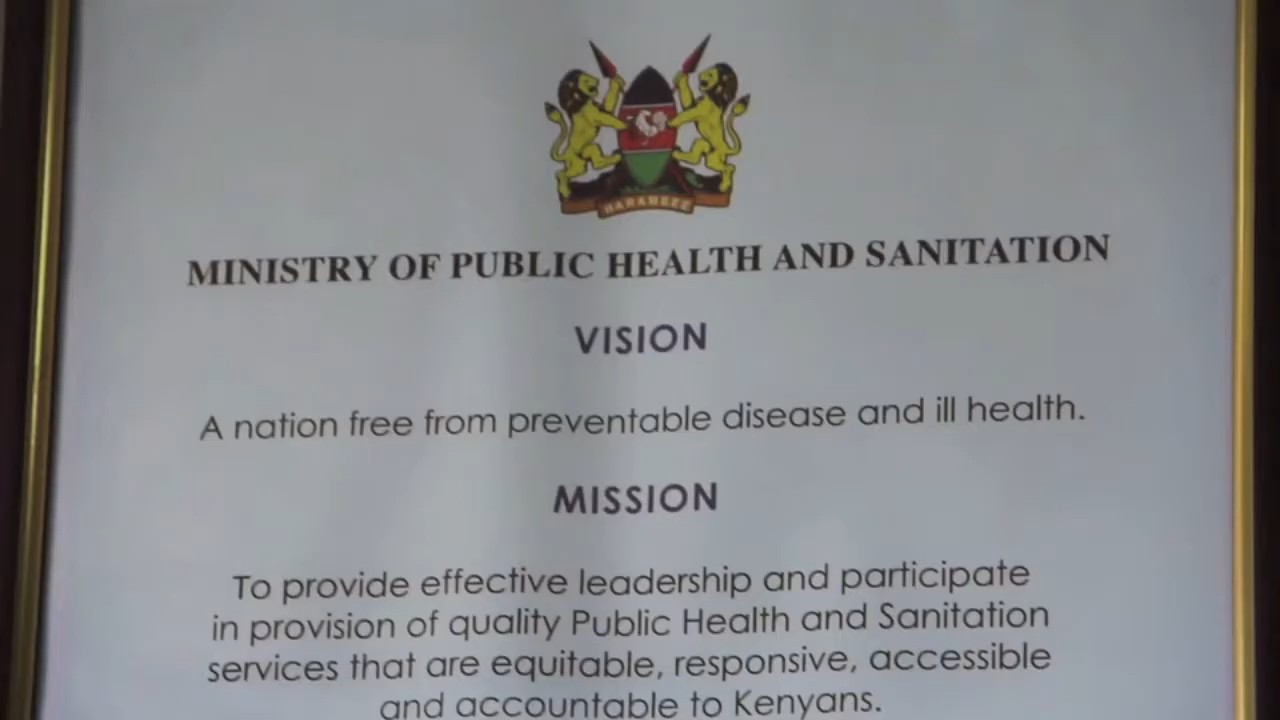 HARAMBEE
MINISTRY OF PUBLIC HEALTH AND SANITATION
VISION
A nation free from preventable disease and ill health.
MISSION
To provide effective leadership and participate
in provision of quality Public Health and Sanitation
services that are equitable, responsive, accessible
and accountable to Kenyans.